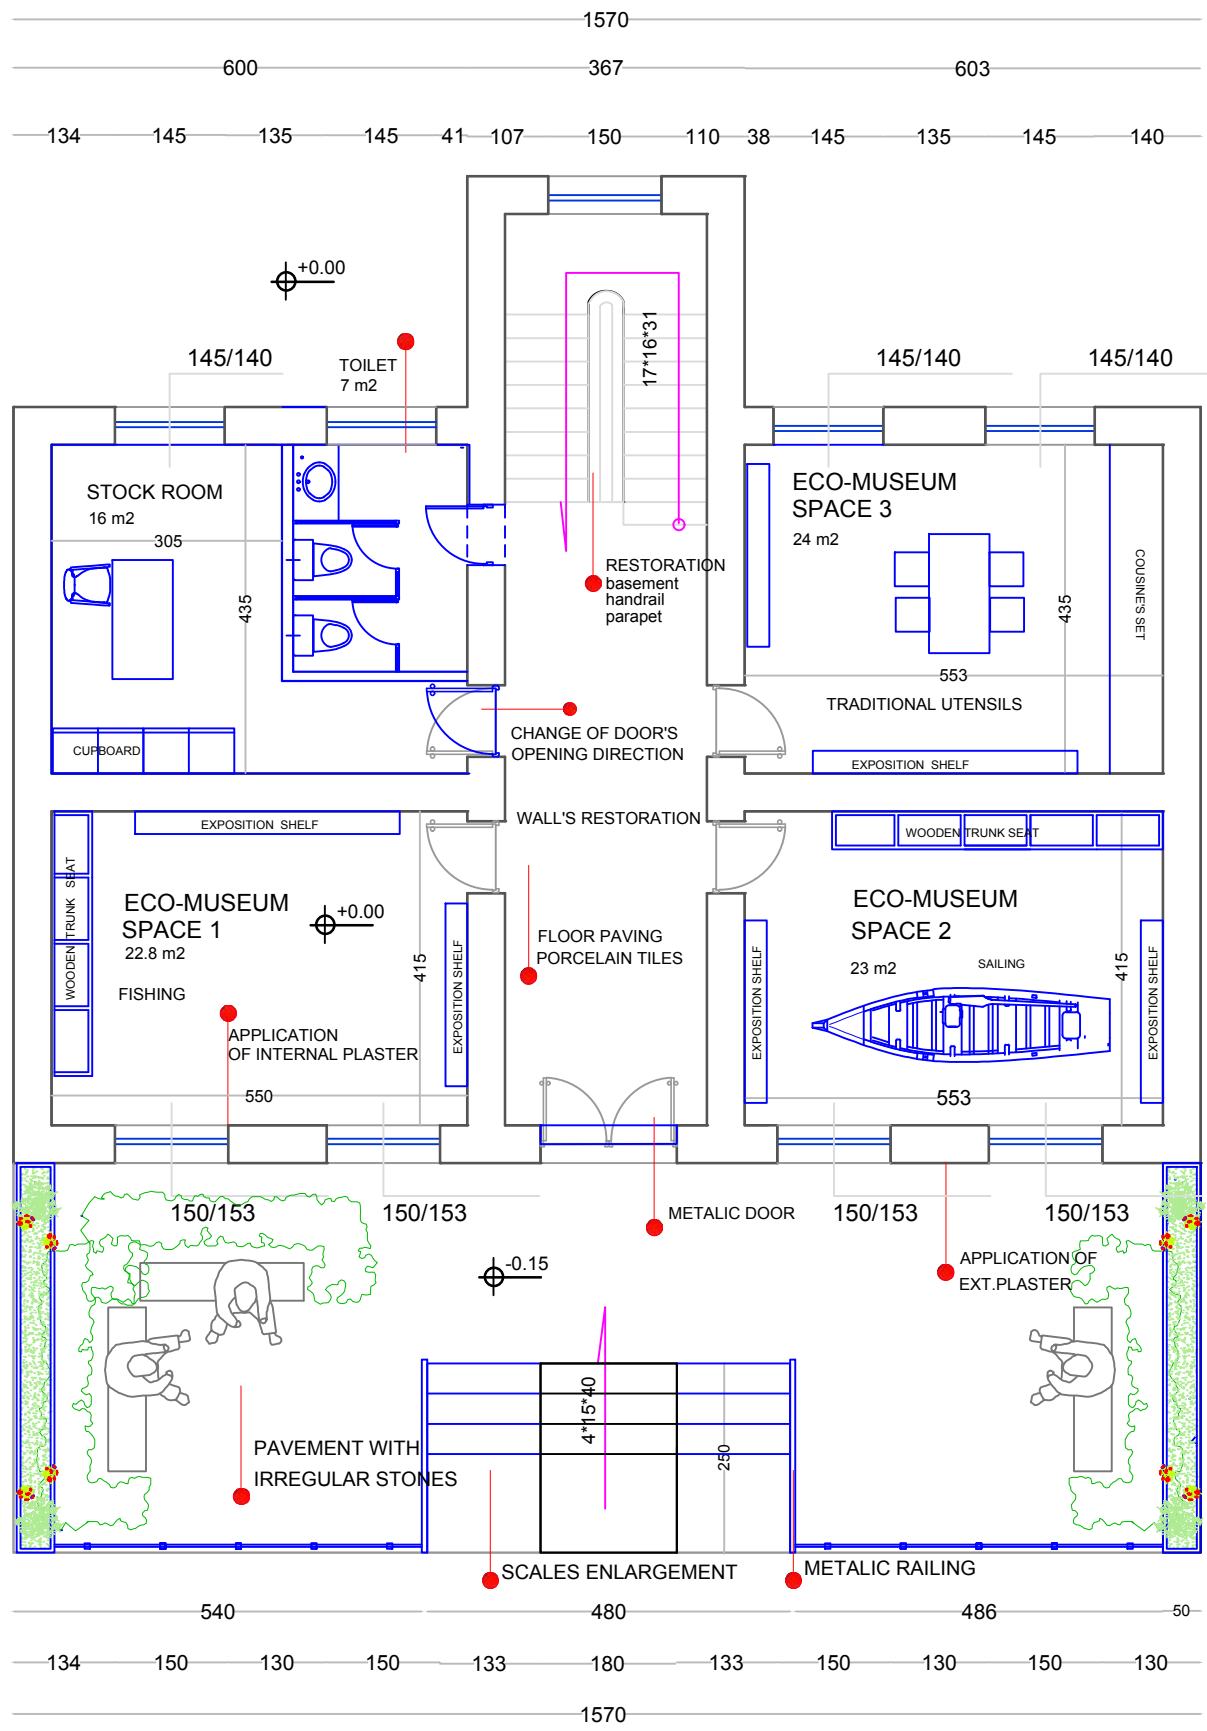 1570
600 367 603
134 145 135 145 41 107 150 110 38 145 135 145 140
+0.00
17*16*31
145/140 145/140 145/140
TOILET
7 m2
STOCK ROOM
16 m2
305
435
CUPBOARD
RESTORATION
basement
handrail
parapet
ECO-MUSEUM
SPACE 3
24 m2
COUSINE'S SET
435
553
TRADITIONAL UTENSILS
EXPOSITION SHELF
CHANGE OF DOOR'S
OPENING DIRECTION
WALL'S RESTORATION
EXPOSITION SHELF
WOODEN TRUNK SEAT
ECO-MUSEUM
SPACE 1
22.8 m2
+0.00
FISHING
415
EXPOSITION SHELF
APPLICATION
OF INTERNAL PLASTER
550
FLOOR PAVING
PORCELAIN TILES
WOODEN TRUNK SEAT
ECO-MUSEUM
SPACE 2
23 m2
SAILING
415
EXPOSITION SHELF
EXPOSITION SHELF
553
150/153 150/153 150/153 150/153
METALIC DOOR
-0.15
APPLICATION OF
EXT.PLASTER
4*15*40
250
PAVEMENT WITH
IRREGULAR STONES
SCALES ENLARGEMENT
METALIC RAILING
540 480 486 50
134 150 130 150 133 180 133 150 130 150 130
1570